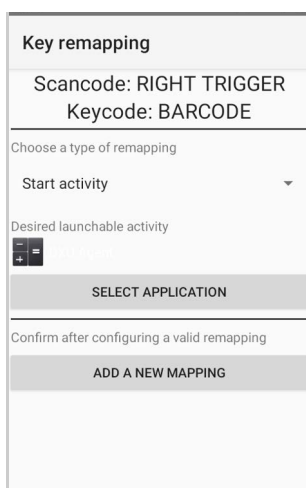 Key remapping
Scancode: RIGHT TRIGGER
Keycode: BARCODE
Choose a type of remapping
Start activity
Desired launchable activity
SELECT APPLICATION
Confirm after configuring a valid remapping
ADD A NEW MAPPING